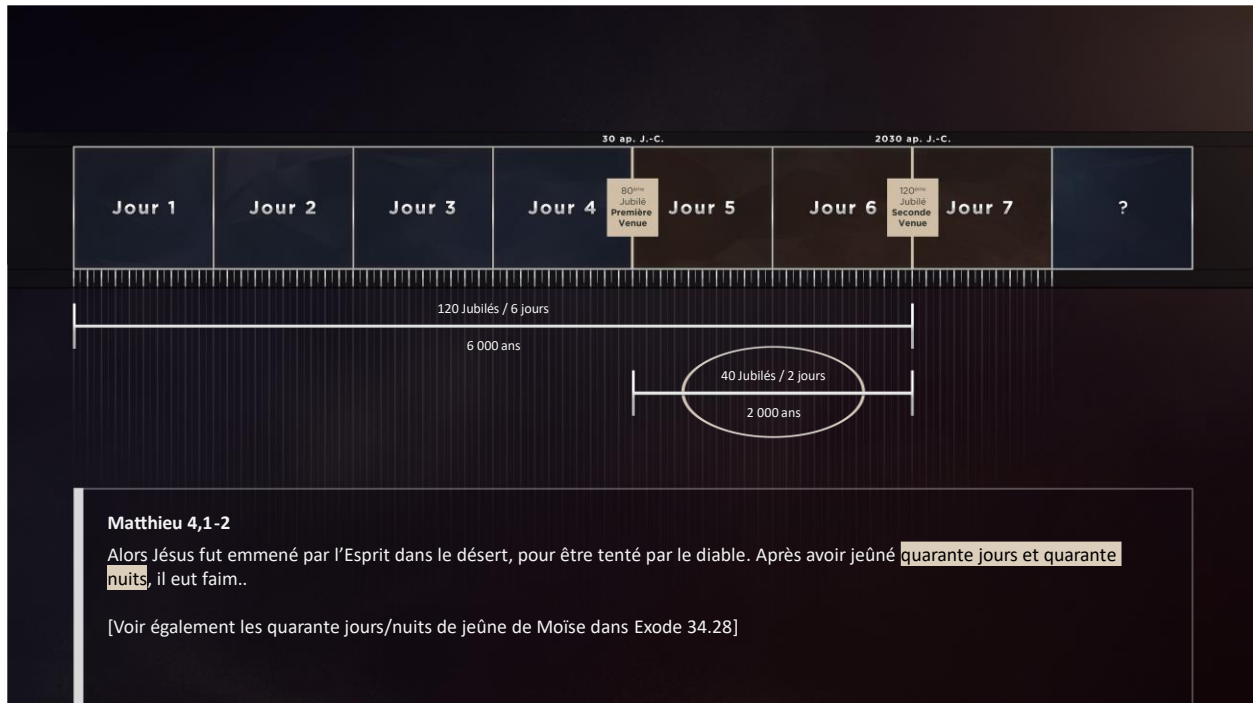 30 ap. J.-C.
2030 ap. J.-C.
Jour 1
Jour 2
Jour 3
Jour 4
80ème
Jubilé
Première
Venue
Jour 5
Jour 6
120ème
Jubilé
Seconde
Venue
Jour 7
?
120 Jubilés / 6 jours
6 000 ans
40 Jubilés / 2 jours
2 000 ans
Matthieu 4,1-2
Alors Jésus fut emmené par l’Esprit dans le désert, pour être tenté par le diable. Après avoir jeûné quarante jours et quarante
nuits, il eut faim..
[Voir également les quarante jours/nuits de jeûne de Moïse dans Exode 34.28]